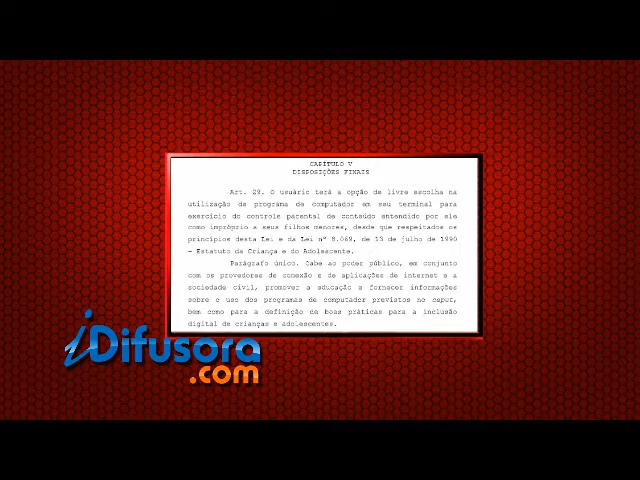 CAPÍTULO V
DISPOSIÇÕES FINAIS
Art. 29. O usuário terá a opção de livre escolha na
utilização de programa de computador em seu terminal para
exercício do controle parental de conteúdo entendido por ele
como impróprio a seus filhos menores, desde que respeitados os
princípios desta Lei e da Lei nº 8.069, de 13 de julho de 1990
– Estatuto da Criança e do Adolescente.
Parágrafo único. Cabe ao poder público, em conjunto
com os provedores de conexão e de aplicações de internet e a
sociedade civil, promover a educação e fornecer informações
sobre o uso dos programas de computador previstos no caput,
bem como para a definição de boas práticas para a inclusão
digital de crianças e adolescentes.
iDifusora
.com